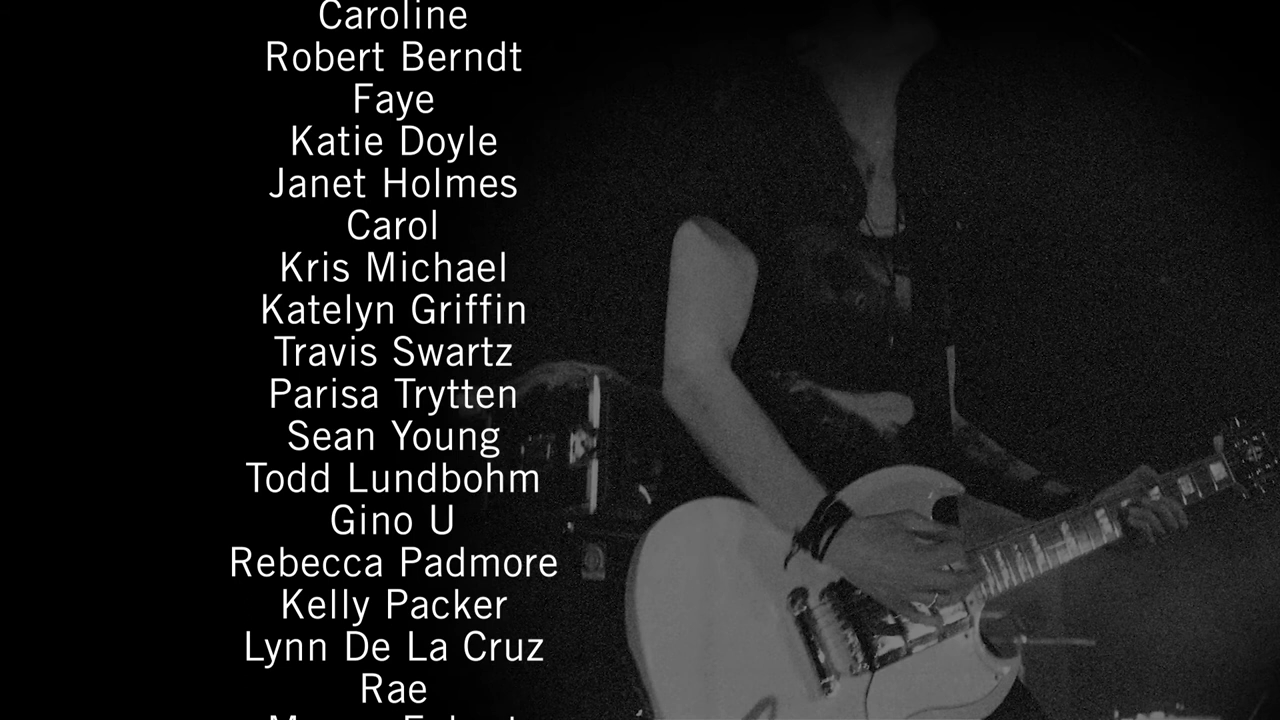 Caroline
Robert Berndt
Faye
Katie Doyle
Janet Holmes
Carol
Kris Michael
Katelyn Griffin
Travis Swartz
Parisa Trytten
Sean Young
Todd Lundbohm
Gino U
Rebecca Padmore
Kelly Packer
Lynn De La Cruz
Rae